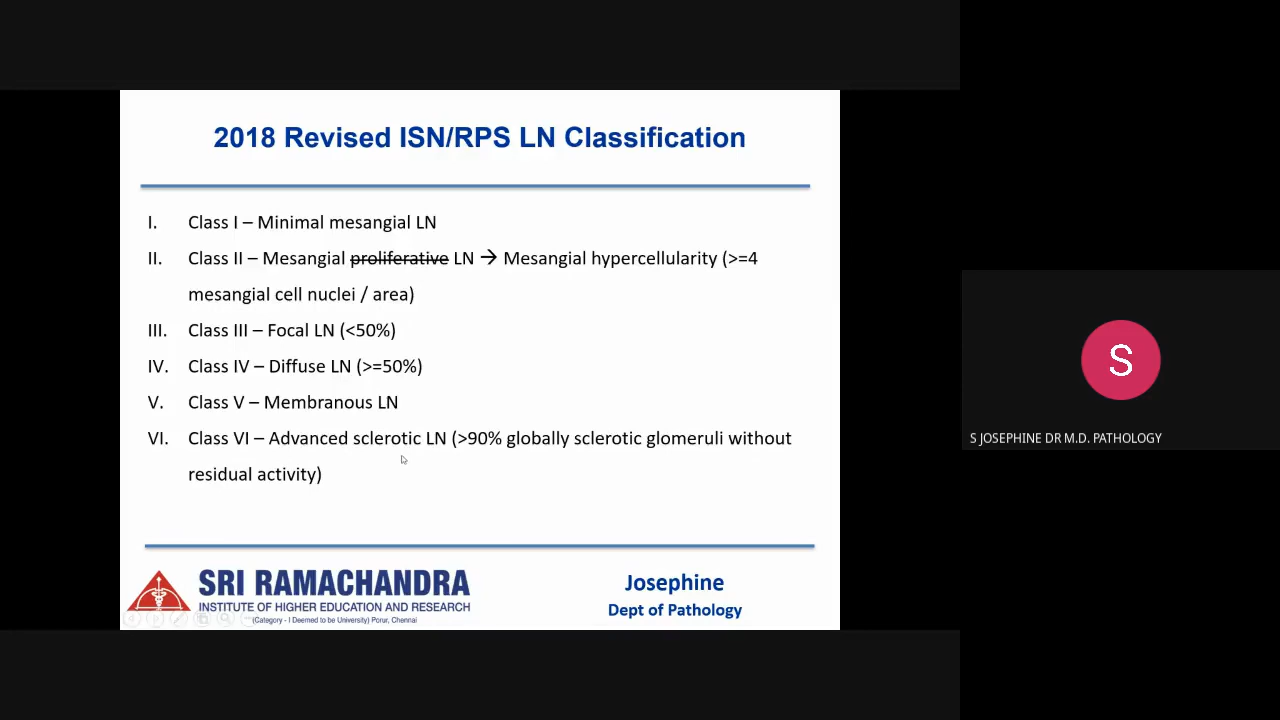 2018 Revised ISN/RPS LN Classification
I. Class I – Minimal mesangial LN
II. Class II – Mesangial proliferative LN → Mesangial hypercellularity (>=4
mesangial cell nuclei / area)
III. Class III – Focal LN (<50%)
IV. Class IV – Diffuse LN (>=50%)
V. Class V – Membranous LN
VI. Class VI – Advanced sclerotic LN (>90% globally sclerotic glomeruli without
residual activity)
SRI RAMACHANDRA
INSTITUTE OF HIGHER EDUCATION AND RESEARCH
(Category - I Deemed to be University) Porur, Chennai
Josephine
Dept of Pathology
S
S JOSEPHINE DR M.D. PATHOLOGY